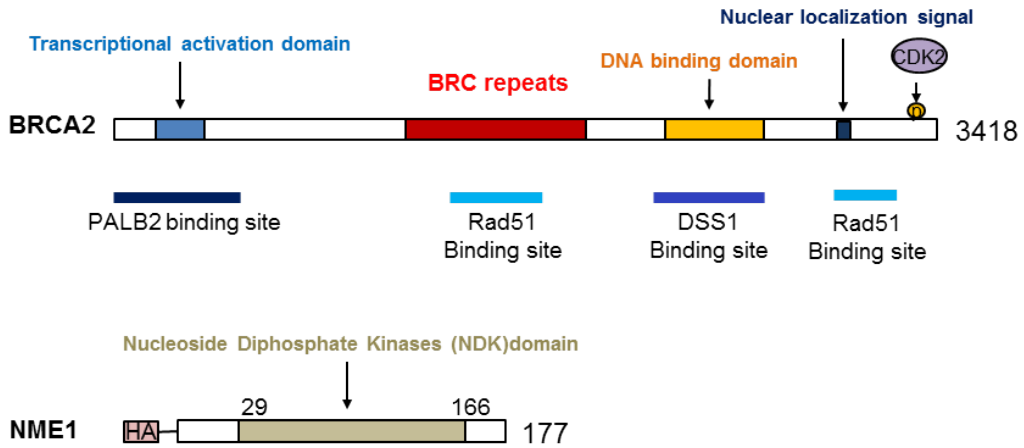 Nuclear localization signal
Transcriptional activation domain
CDK2
DNA binding domain
BRC repeats
p
BRCA2
3418
PALB2 binding site
Rad51
Binding site
DSS1
Binding site
Rad51
Binding site
Nucleoside Diphosphate Kinases (NDK)domain
29
166
NME1
HA
177